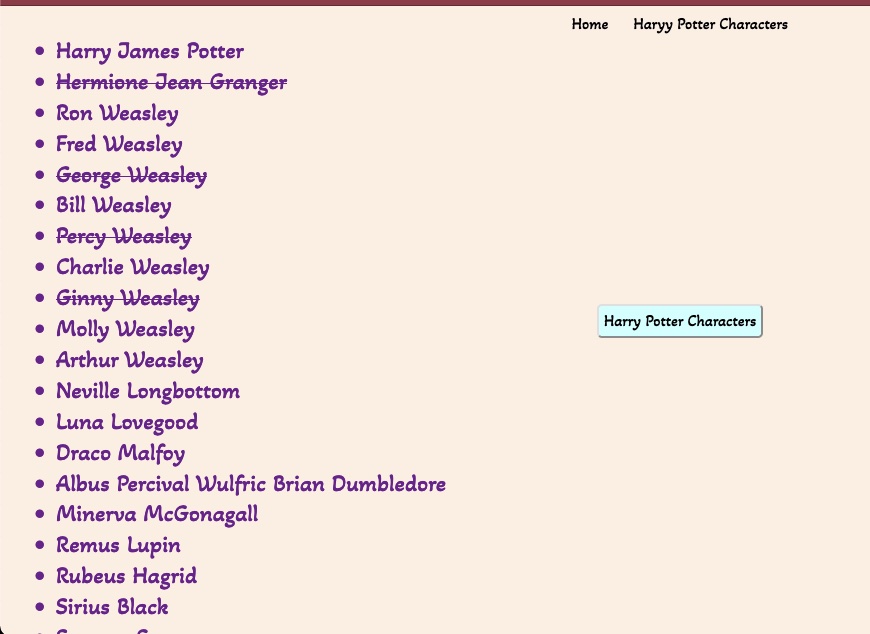 Home Haryy Potter Characters
Harry James Potter
Hermione Jean Granger
Ron Weasley
Fred Weasley
George Weasley
Bill Weasley
Percy Weasley
Charlie Weasley
Ginny Weasley
Harry Potter Characters
Molly Weasley
Arthur Weasley
Neville Longbottom
Luna Lovegood
Draco Malfoy
Albus Percival Wulfric Brian Dumbledore
Minerva McGonagall
Remus Lupin
Rubeus Hagrid
Sirius Black